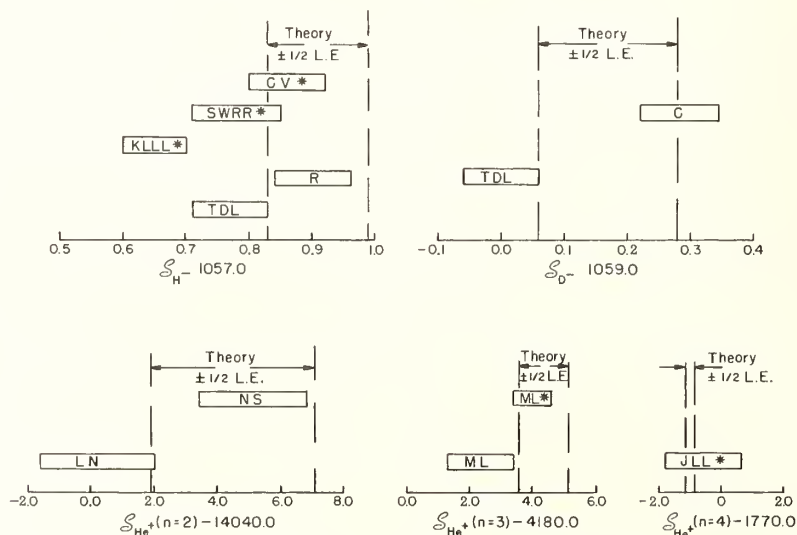 Theory
± 1/2 L.E
CV*
SWRR*
KLLL*
R
TDL
0.5 0.6 0.7 0.8 0.9 1.0
𝒮H− 1057.0
Theory
± 1/2 L.E.
C
TDL
−0.1 0.0 0.1 0.2 0.3 0.4
𝒮D− 1059.0
Theory
± 1/2 L.E.
NS
LN
−2.0 0.0 2.0 4.0 6.0 8.0
𝒮He+(n=2)−14040.0
Theory
±1/2 L.E
ML*
ML
0.0 2.0 4.0 6.0
𝒮He+(n=3)−4180.0
Theory
± 1/2 L.E.
JLL*
−2.0 0.0
𝒮He+(n=4)−1770.0